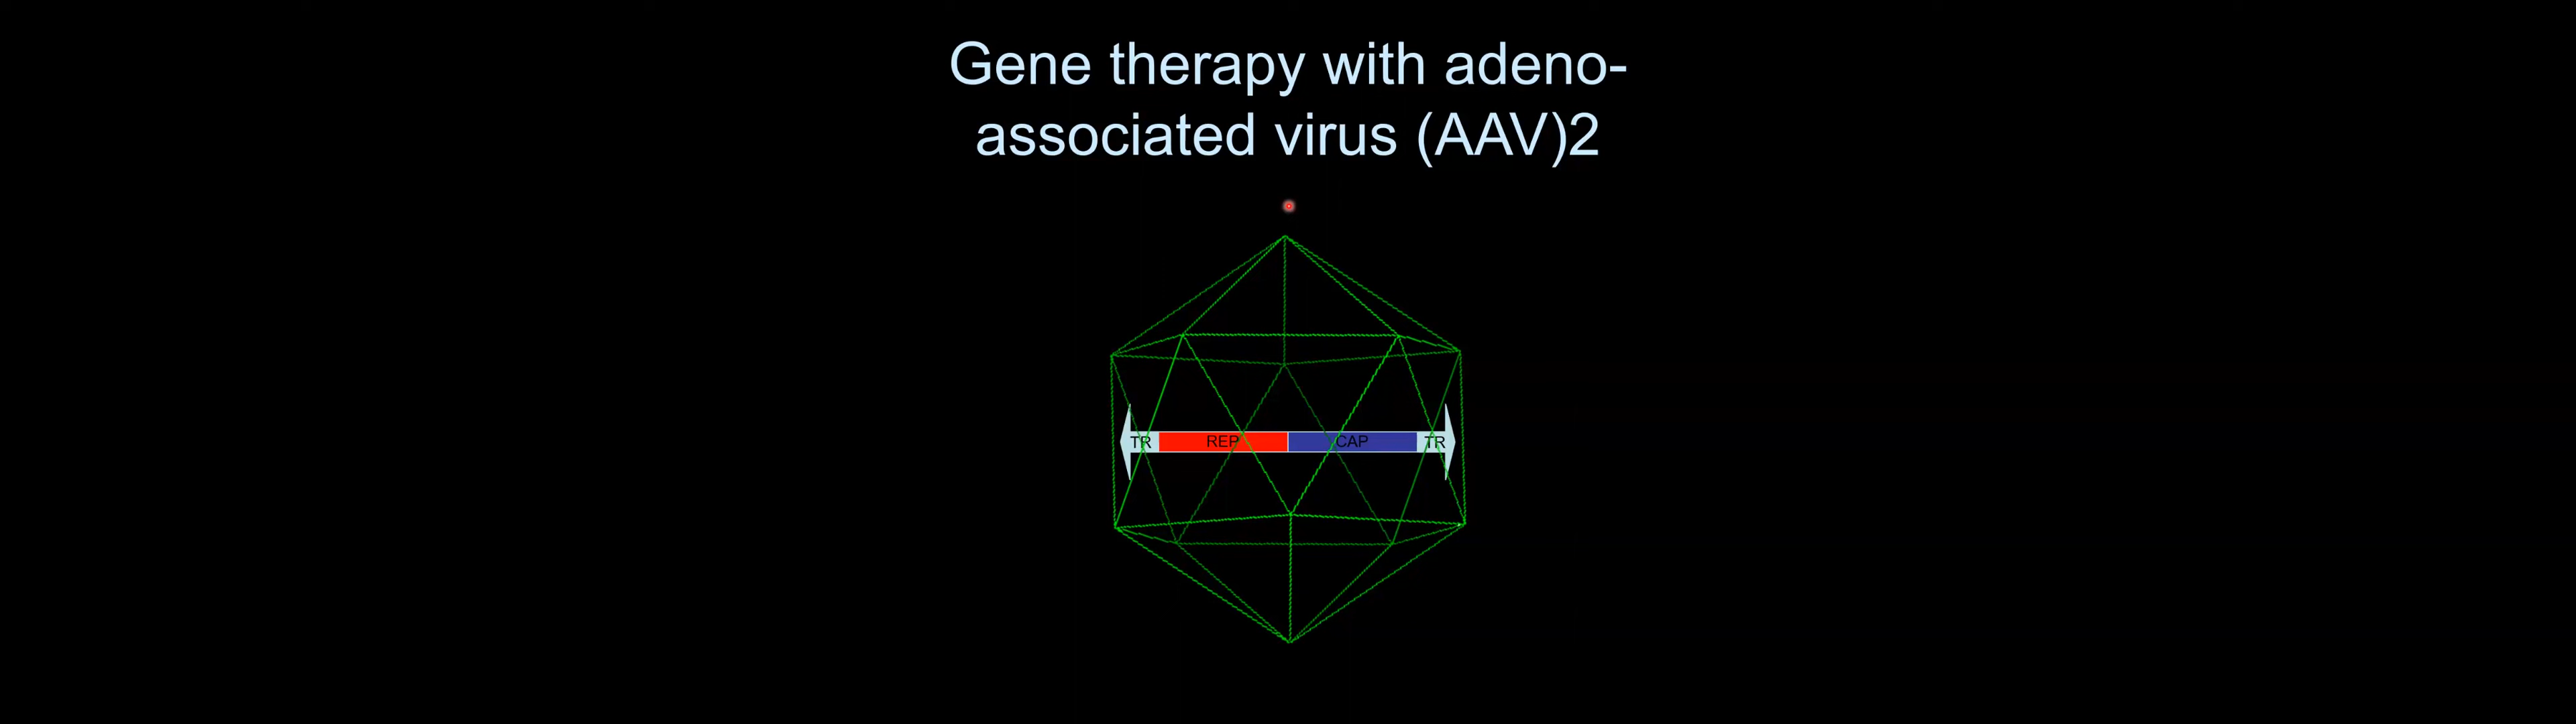 Gene therapy with adeno-
associated virus (AAV)2
TR REP CAP TR